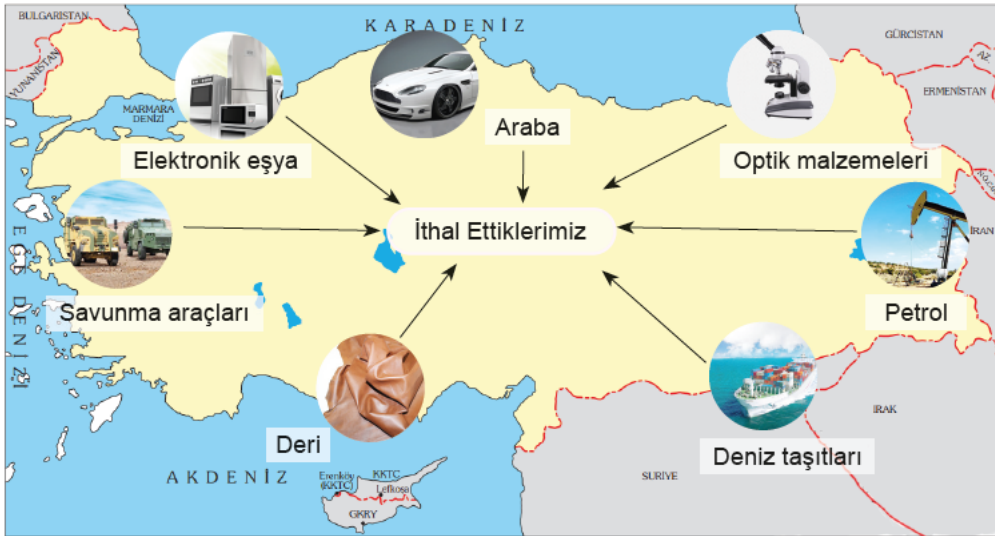 BULGARİSTAN
YUNANİSTAN
KARADENİZ
GÜRCİSTAN
AZ.
ERMENİSTAN
MARMARA
DENİZİ
Elektronik eşya
Araba
Optik malzemeleri
İthal Ettiklerimiz
İRAN
EGE DENİZİ
Savunma araçları
Petrol
Deri
Deniz taşıtları
IRAK
SURİYE
AKDENİZ
Erenköy
(KKTC)
KKTC
Lefkoşa
GKRY